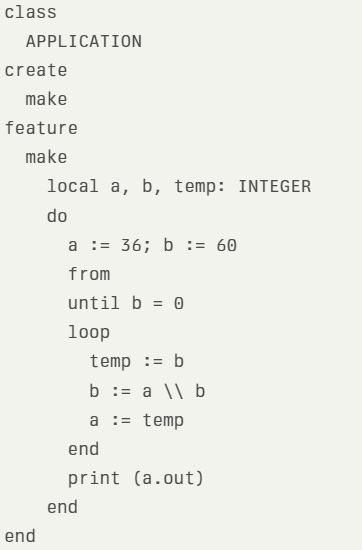 class
  APPLICATION
create
  make
feature
  make
    local a, b, temp: INTEGER
    do
      a := 36; b := 60
      from
      until b = 0
      loop
        temp := b
        b := a \\ b
        a := temp
      end
      print (a.out)
    end
end